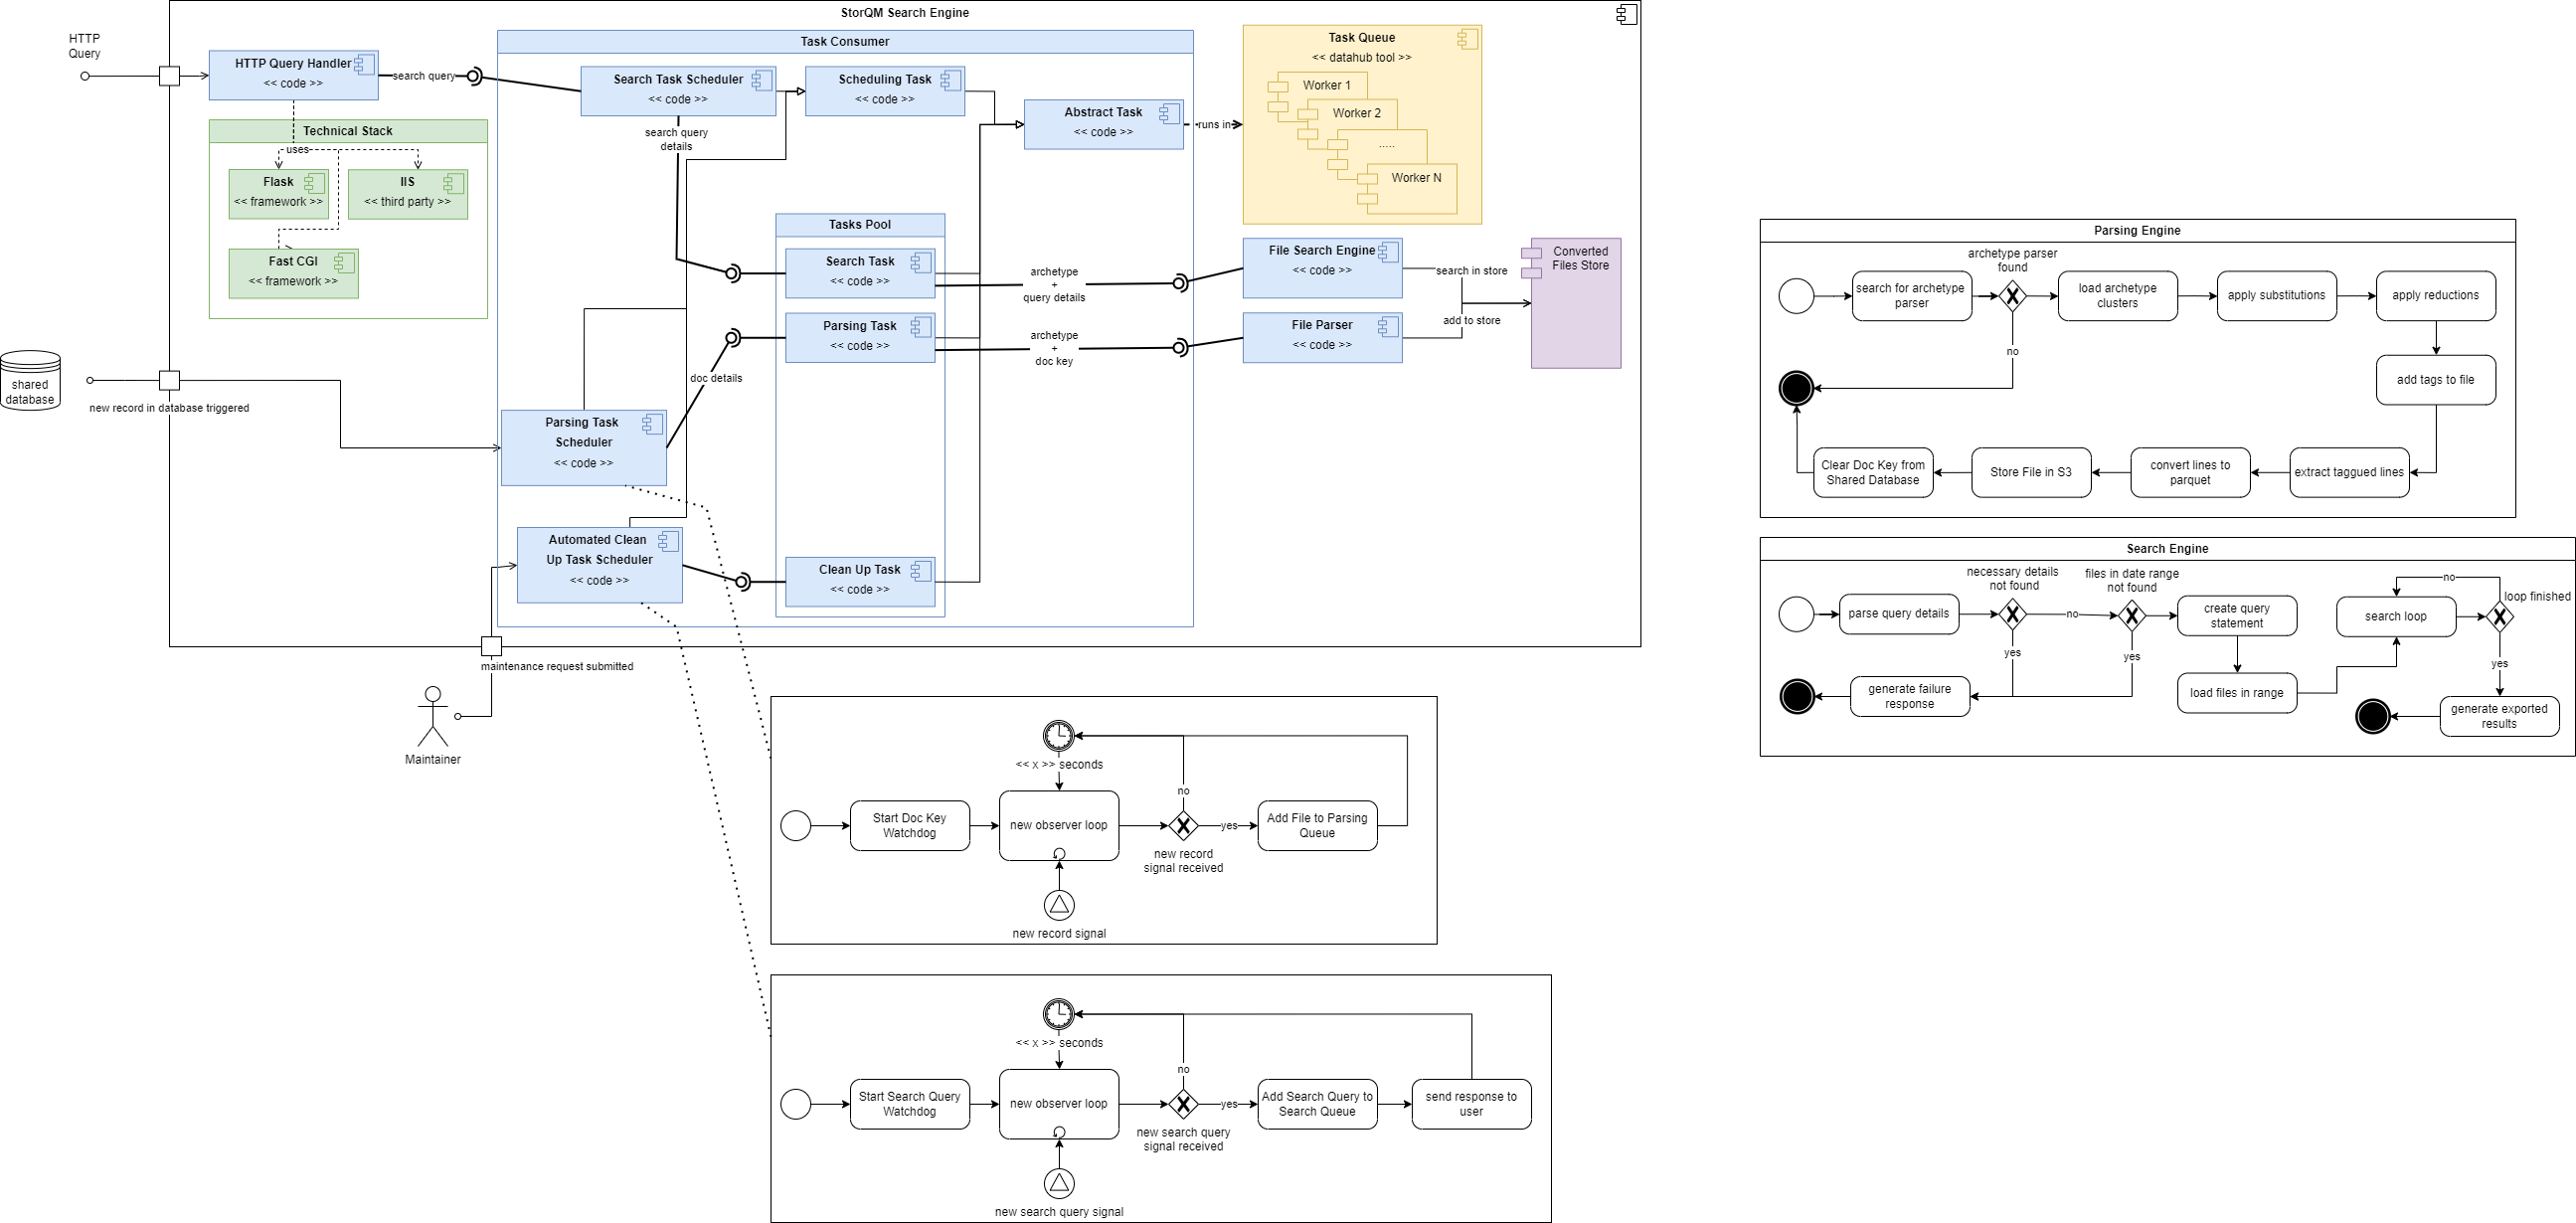 StorQM Search Engine
HTTP
Query
HTTP Query Handler
<< code >>
search query
Technical Stack
uses
Flask
<< framework >>
IIS
<< third party >>
Fast CGI
<< framework >>
Task Consumer
Search Task Scheduler
<< code >>
Scheduling Task
<< code >>
Abstract Task
<< code >>
runs in
search query
details
Task Queue
<< datahub tool >>
Worker 1
Worker 2
.....
Worker N
Tasks Pool
Search Task
<< code >>
Parsing Task
<< code >>
Clean Up Task
<< code >>
archetype
+
query details
archetype
+
doc key
File Search Engine
<< code >>
File Parser
<< code >>
search in store
add to store
Converted
Files Store
shared
database
new record in database triggered
doc details
Parsing Task
Scheduler
<< code >>
Automated Clean
Up Task Scheduler
<< code >>
maintenance request submitted
Maintainer
<< x >> seconds
Start Doc Key
Watchdog
new observer loop
no
yes
new record
signal received
Add File to Parsing
Queue
new record signal
<< x >> seconds
Start Search Query
Watchdog
new observer loop
no
yes
new search query
signal received
Add Search Query to
Search Queue
send response to
user
new search query signal
Parsing Engine
search for archetype
parser
archetype parser
found
no
load archetype
clusters
apply substitutions
apply reductions
add tags to file
extract taggued lines
convert lines to
parquet
Store File in S3
Clear Doc Key from
Shared Database
Search Engine
parse query details
necessary details
not found
no
yes
files in date range
not found
yes
create query
statement
load files in range
search loop
no
loop finished
yes
generate failure
response
generate exported
results